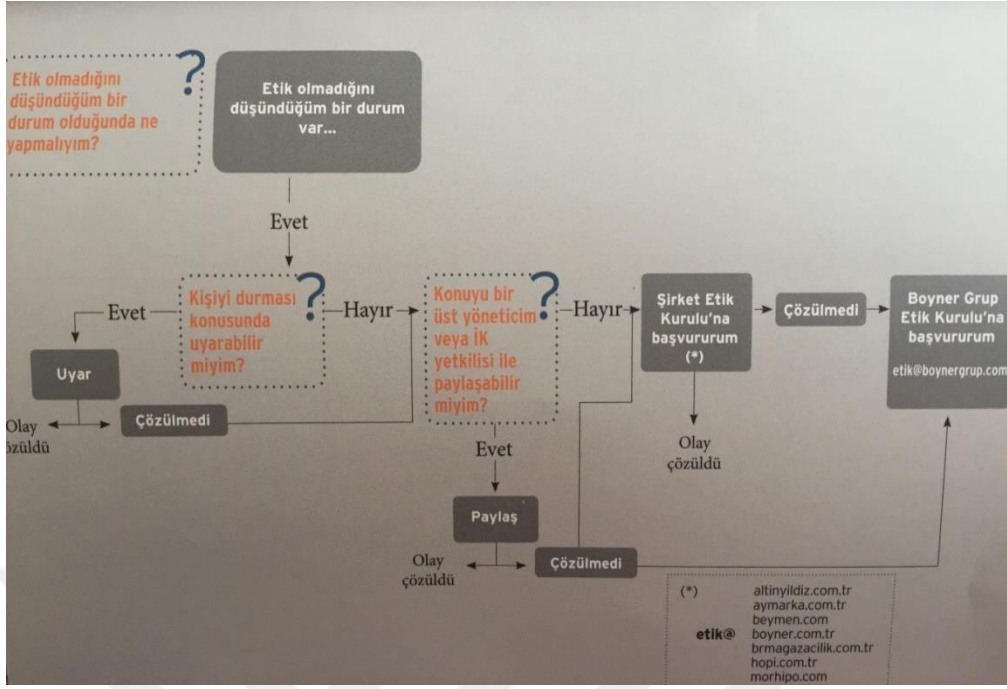 Etik olmadığını
düşündüğüm bir
durum olduğunda ne
yapmalıyım?
?
Etik olmadığını
düşündüğüm bir durum
var...
Evet
Kişiyi durması
konusunda
uyarabilir
miyim?
?
Evet
Uyar
Olay
özüldü
Çözülmedi
Hayır
Konuyu bir
üst yöneticim
veya İK
yetkilisi ile
paylaşabilir
miyim?
?
Evet
Paylaş
Olay
çözüldü
Çözülmedi
Hayır
Şirket Etik
Kurulu'na
başvururum
(*)
Olay
çözüldü
Çözülmedi
Boyner Grup
Etik Kurulu'na
başvururum
etik@boynergrup.com
(*)
etik@
altinyildiz.com.tr
aymarka.com.tr
beymen.com
boyner.com.tr
brmagazacilik.com.tr
hopi.com.tr
morhipo.com